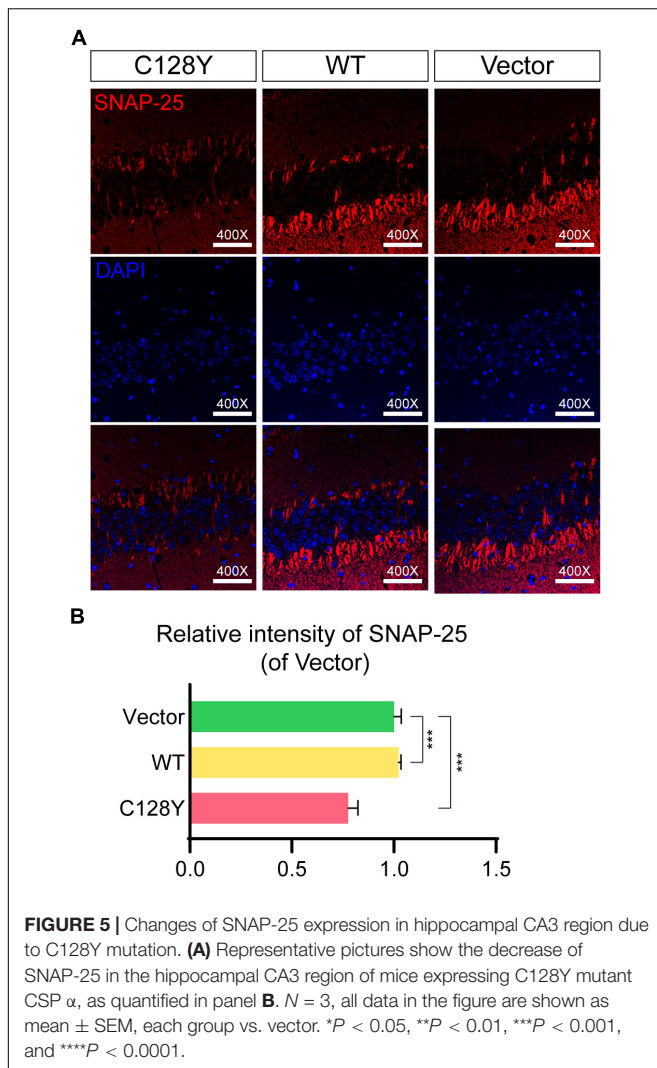 A
C128Y WT Vector
SNAP-25
400X 400X 400X
DAPI
400X 400X 400X
400X 400X 400X
B
Relative intensity of SNAP-25
(of Vector)
Vector
***
WT
***
C128Y
0.0 0.5 1.0 1.5
FIGURE 5 | Changes of SNAP-25 expression in hippocampal CA3 region due
to C128Y mutation. (A) Representative pictures show the decrease of
SNAP-25 in the hippocampal CA3 region of mice expressing C128Y mutant
CSP α, as quantified in panel B. N = 3, all data in the figure are shown as
mean ± SEM, each group vs. vector. *P < 0.05, **P < 0.01, ***P < 0.001,
and ****P < 0.0001.